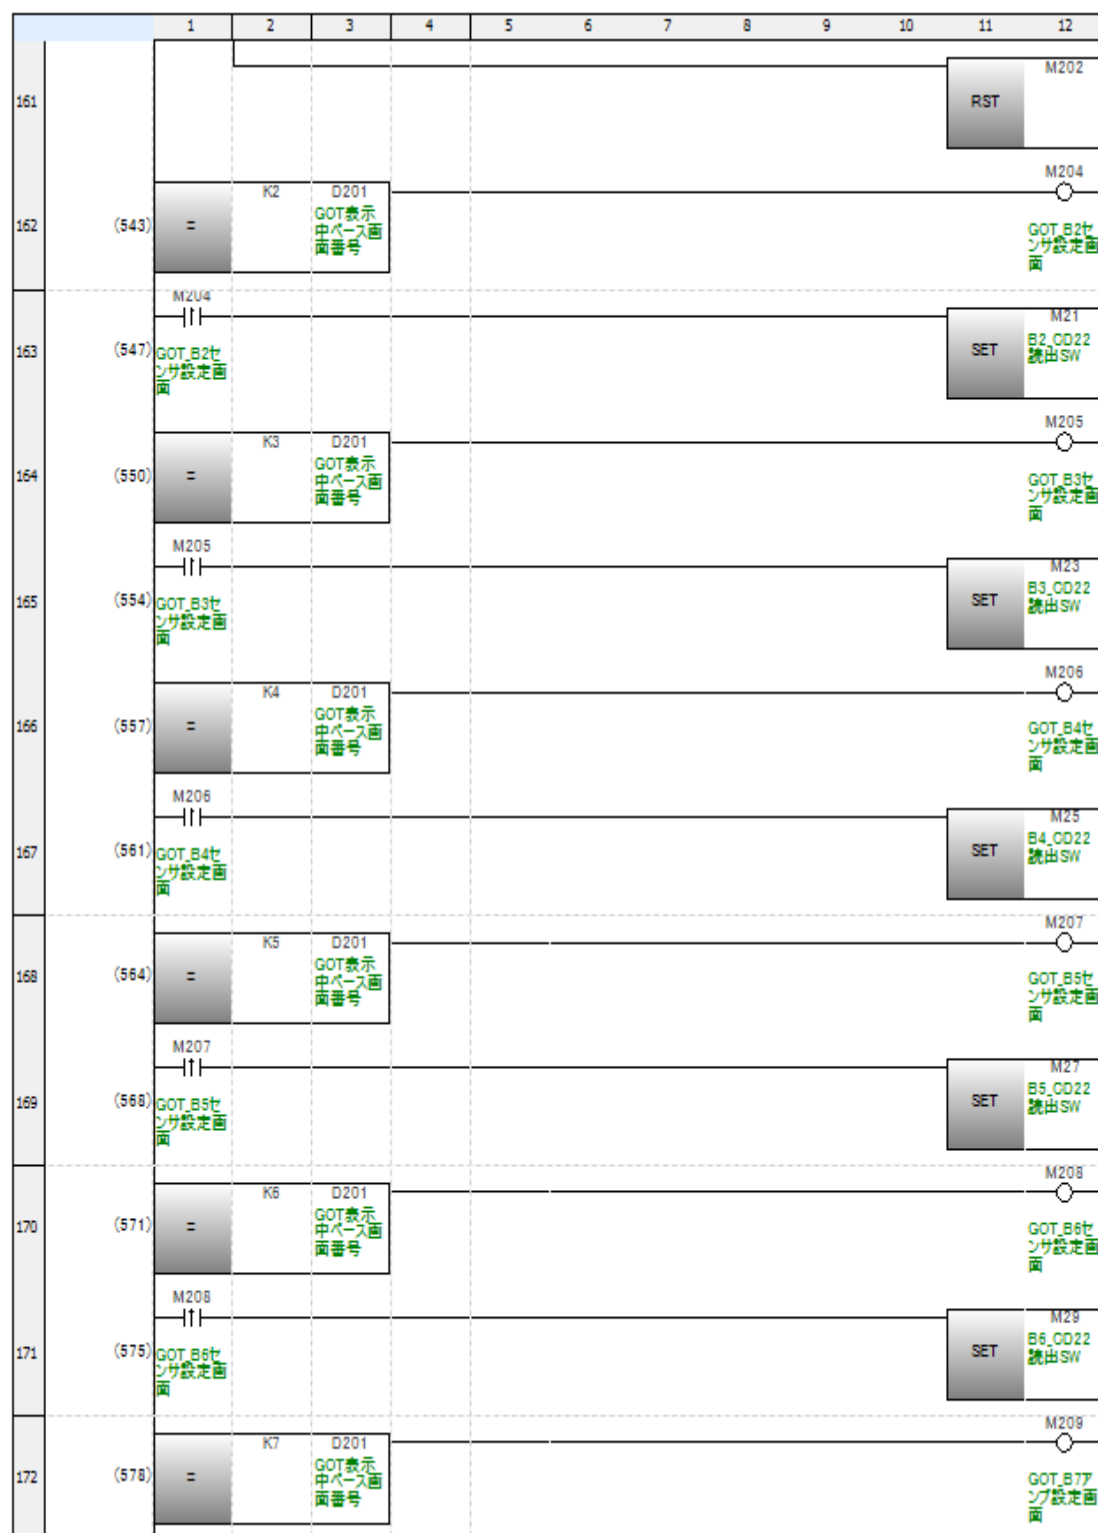 1 2 3 4 5 6 7 8 9 10 11 12
161
RST
M202
162
(543)
=
K2
D201
GOT表示
中ベース画
面番号
M204
GOT_B2セ
ンサ設定画
面
163
(547)
M204
GOT_B2セ
ンサ設定画
面
SET
M21
B2_CD22
読出SW
164
(550)
=
K3
D201
GOT表示
中ベース画
面番号
M205
GOT_B3セ
ンサ設定画
面
165
(554)
M205
GOT_B3セ
ンサ設定画
面
SET
M23
B3_CD22
読出SW
166
(557)
=
K4
D201
GOT表示
中ベース画
面番号
M206
GOT_B4セ
ンサ設定画
面
167
(561)
M206
GOT_B4セ
ンサ設定画
面
SET
M25
B4_CD22
読出SW
168
(564)
=
K5
D201
GOT表示
中ベース画
面番号
M207
GOT_B5セ
ンサ設定画
面
169
(568)
M207
GOT_B5セ
ンサ設定画
面
SET
M27
B5_CD22
読出SW
170
(571)
=
K6
D201
GOT表示
中ベース画
面番号
M208
GOT_B6セ
ンサ設定画
面
171
(575)
M208
GOT_B6セ
ンサ設定画
面
SET
M29
B6_CD22
読出SW
172
(578)
=
K7
D201
GOT表示
中ベース画
面番号
M209
GOT_B7ア
ンプ設定画
面